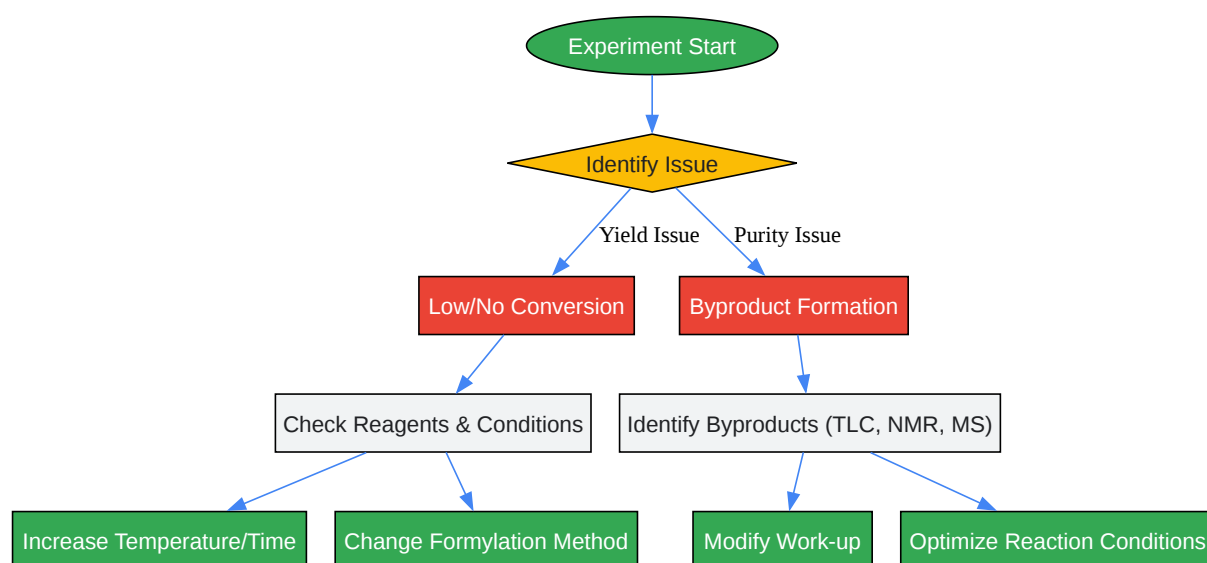 Experiment Start
Identify Issue
Yield Issue
Purity Issue
Low/No Conversion
Byproduct Formation
Check Reagents & Conditions
Identify Byproducts (TLC, NMR, MS)
Increase Temperature/Time
Change Formylation Method
Modify Work-up
Optimize Reaction Conditions